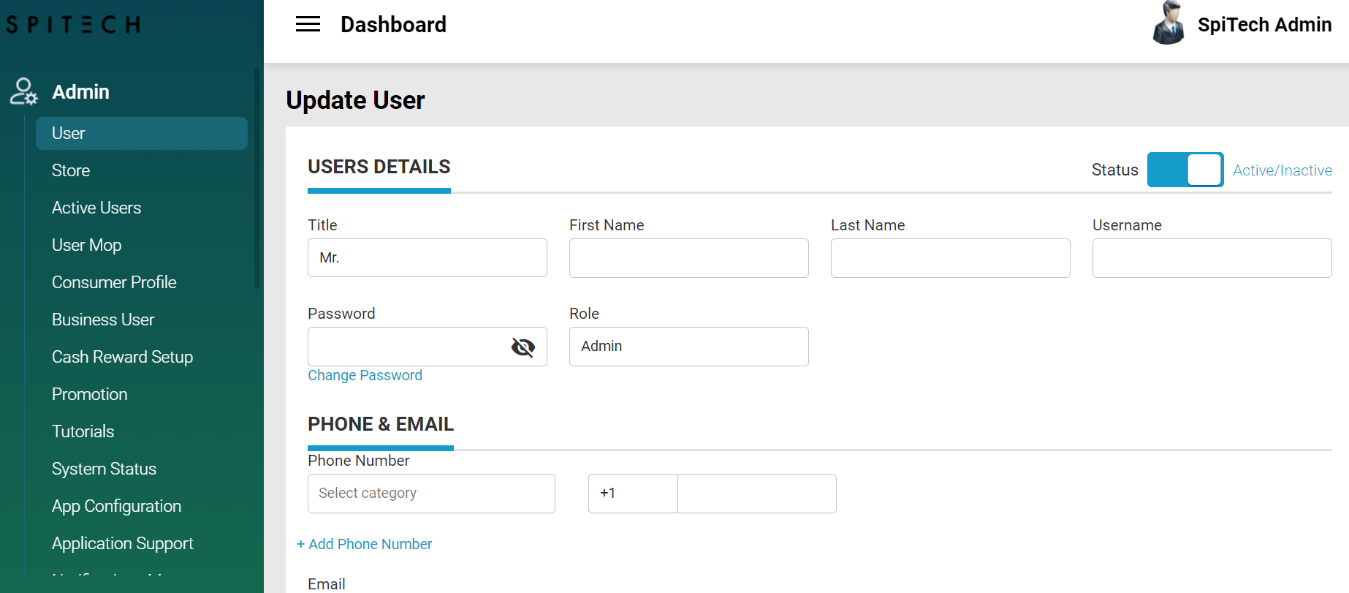 SPITECH
Dashboard
SpiTech Admin
Admin
User
Store
Active Users
User Mop
Consumer Profile
Business User
Cash Reward Setup
Promotion
Tutorials
System Status
App Configuration
Application Support
Update User
USERS DETAILS
Status Active/Inactive
Title First Name Last Name Username
Mr.
Password Role
Admin
Change Password
PHONE & EMAIL
Phone Number
Select category +1
+ Add Phone Number
Email